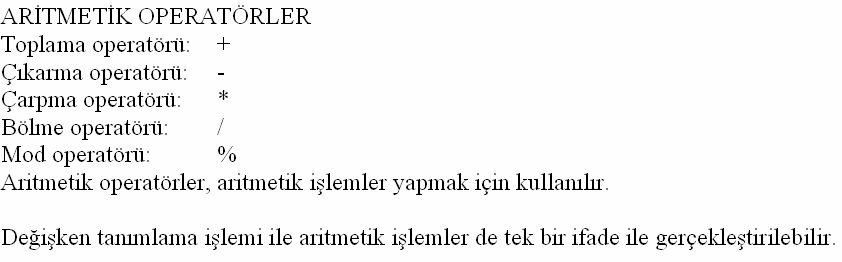 ARİTMETİK OPERATÖRLER
Toplama operatörü: +
Çıkarma operatörü: -
Çarpma operatörü: *
Bölme operatörü: /
Mod operatörü: %
Aritmetik operatörler, aritmetik işlemler yapmak için kullanılır.
Değişken tanımlama işlemi ile aritmetik işlemler de tek bir ifade ile gerçekleştirilebilir.